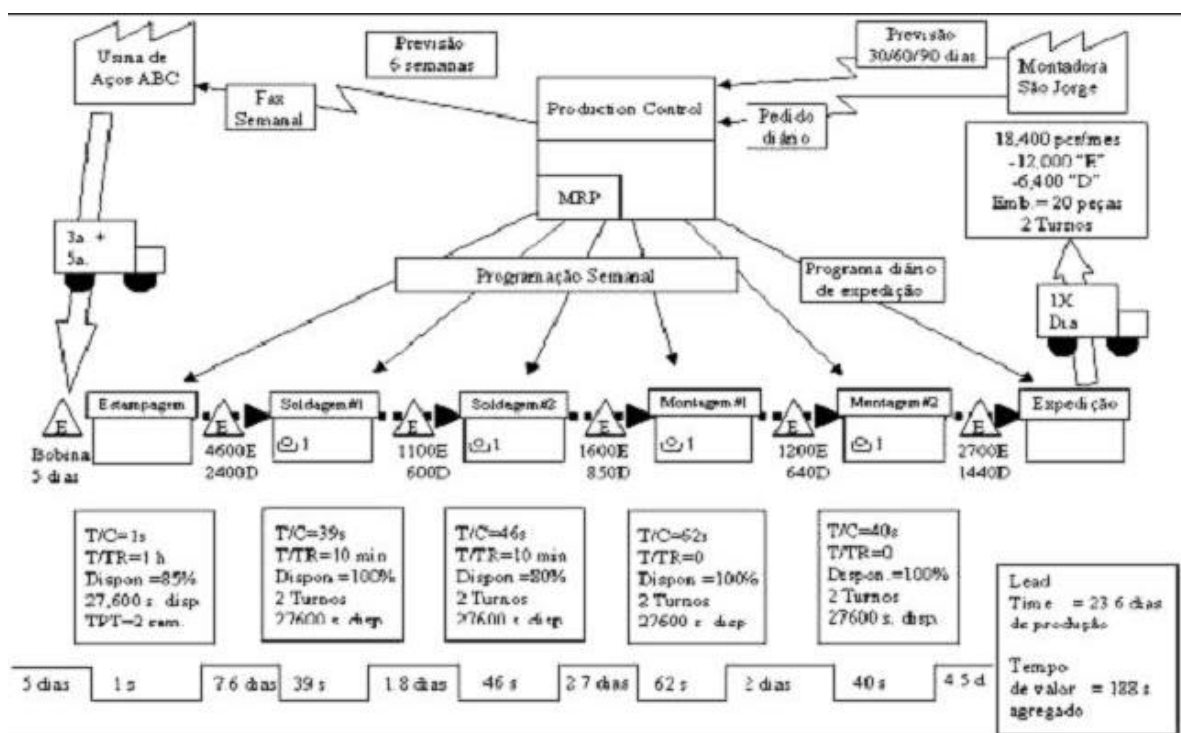 Usina de
Aços ABC
Previsão
6 semanas
Fax
Semanal
Production Control
MRP
Previsão
30/60/90 dias
Pedido
diário
Montadora
São Jorge
18,400 pcs/mes
-12,000 "E"
-6,400 "D"
Emb.= 20 peças
2 Turnos
3a. +
5a.
Programação Semanal
Programa diário
de expedição
1X
Dia
E
Bobina
5 dias
Estampagem
E
4600E
2400D
Soldagem#1
1
E
1100E
600D
Soldagem#2
1
E
1600E
850D
Montagem#1
1
E
1200E
640D
Montagem#2
1
E
2700E
1440D
Expedição
T/C=1s
T/TR=1 h
Dispon =85%
27,600 s. disp
TPT=2 sem.
T/C=39s
T/TR=10 min
Dispon =100%
2 Turnos
27600 s. disp
T/C=46s
T/TR=10 min
Dispon =80%
2 Turnos
27600 s. disp
T/C=62s
T/TR=0
Dispon =100%
2 Turnos
27600 s. disp
T/C=40s
T/TR=0
Dispon.=100%
2 Turnos
27600 s. disp.
Lead
Time = 23.6 dias
de produção
Tempo
de valor = 188 s
agregado
5 dias
1 s
7.6 dias
39 s
1.8 dias
46 s
2.7 dias
62 s
2 dias
40 s
4.5 d